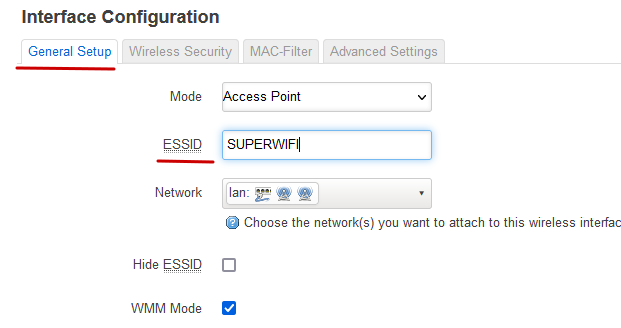 Interface Configuration
General Setup Wireless Security MAC-Filter Advanced Settings
Mode Access Point
ESSID SUPERWIFI
Network lan:
Choose the network(s) you want to attach to this wireless interfac
Hide ESSID
WMM Mode